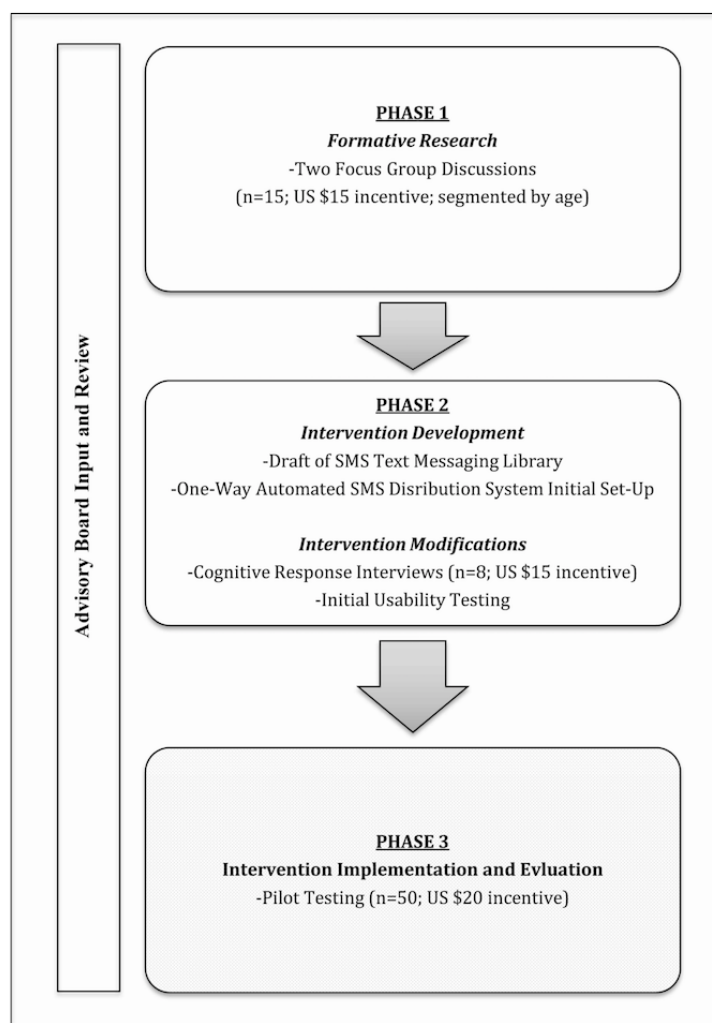 Advisory Board Input and Review
PHASE 1
Formative Research
-Two Focus Group Discussions
(n=15; US $15 incentive; segmented by age)
PHASE 2
Intervention Development
-Draft of SMS Text Messaging Library
-One-Way Automated SMS Disribution System Initial Set-Up
Intervention Modifications
-Cognitive Response Interviews (n=8; US $15 incentive)
-Initial Usability Testing
PHASE 3
Intervention Implementation and Evluation
-Pilot Testing (n=50; US $20 incentive)